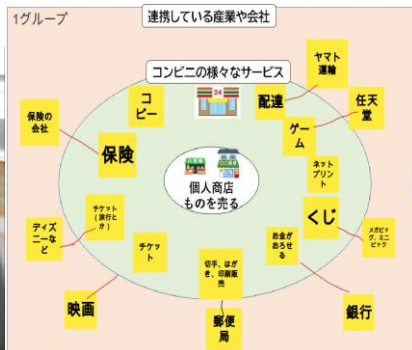 1グループ
連携している産業や会社
コンビニの様々なサービス
ヤマト
運輸
コ
ピー
配達
任天
堂
保険の
会社
ゲー
ム
保険
ネット
プリント
個人商店
ものを売る
チケット
(旅行と
か)
くじ
ディズ
ニーなど
チケッ
ト
お金が
おろせ
る
メガビッ
グ、ミニ
ビック
切手、はが
き、印刷販
売
映画
郵便
局
銀行